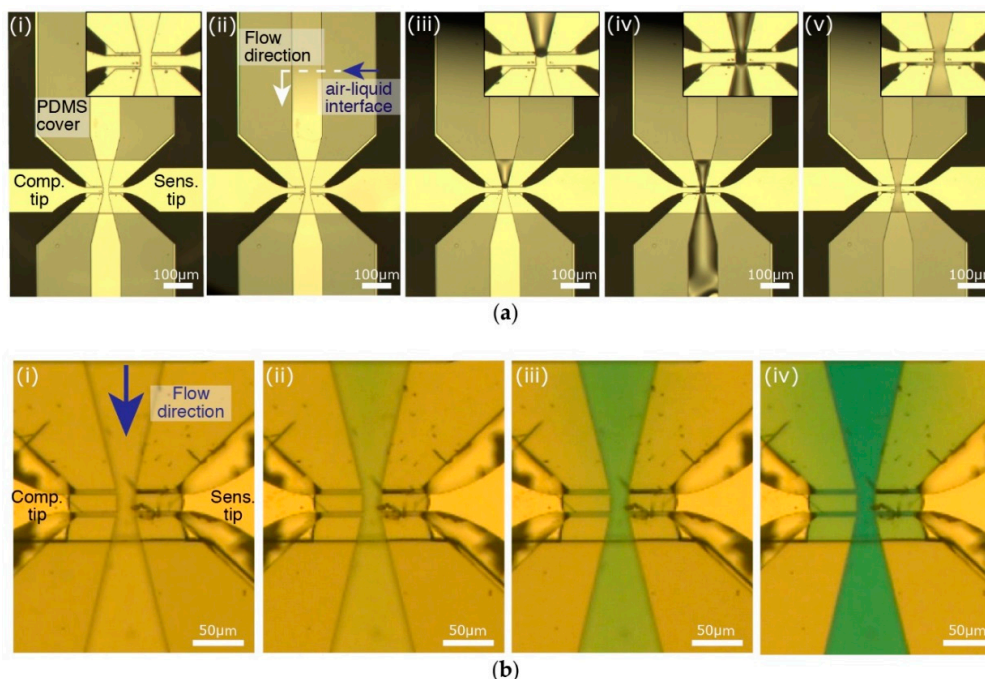 (i)
PDMS
cover
Comp.
tip
Sens.
tip
100µm
(ii)
Flow
direction
air-liquid
interface
100µm
(iii)
100µm
(iv)
100µm
(v)
100µm
(a)
(i)
Flow
direction
Comp.
tip
Sens.
tip
50µm
(ii)
50µm
(iii)
50µm
(iv)
50µm
(b)